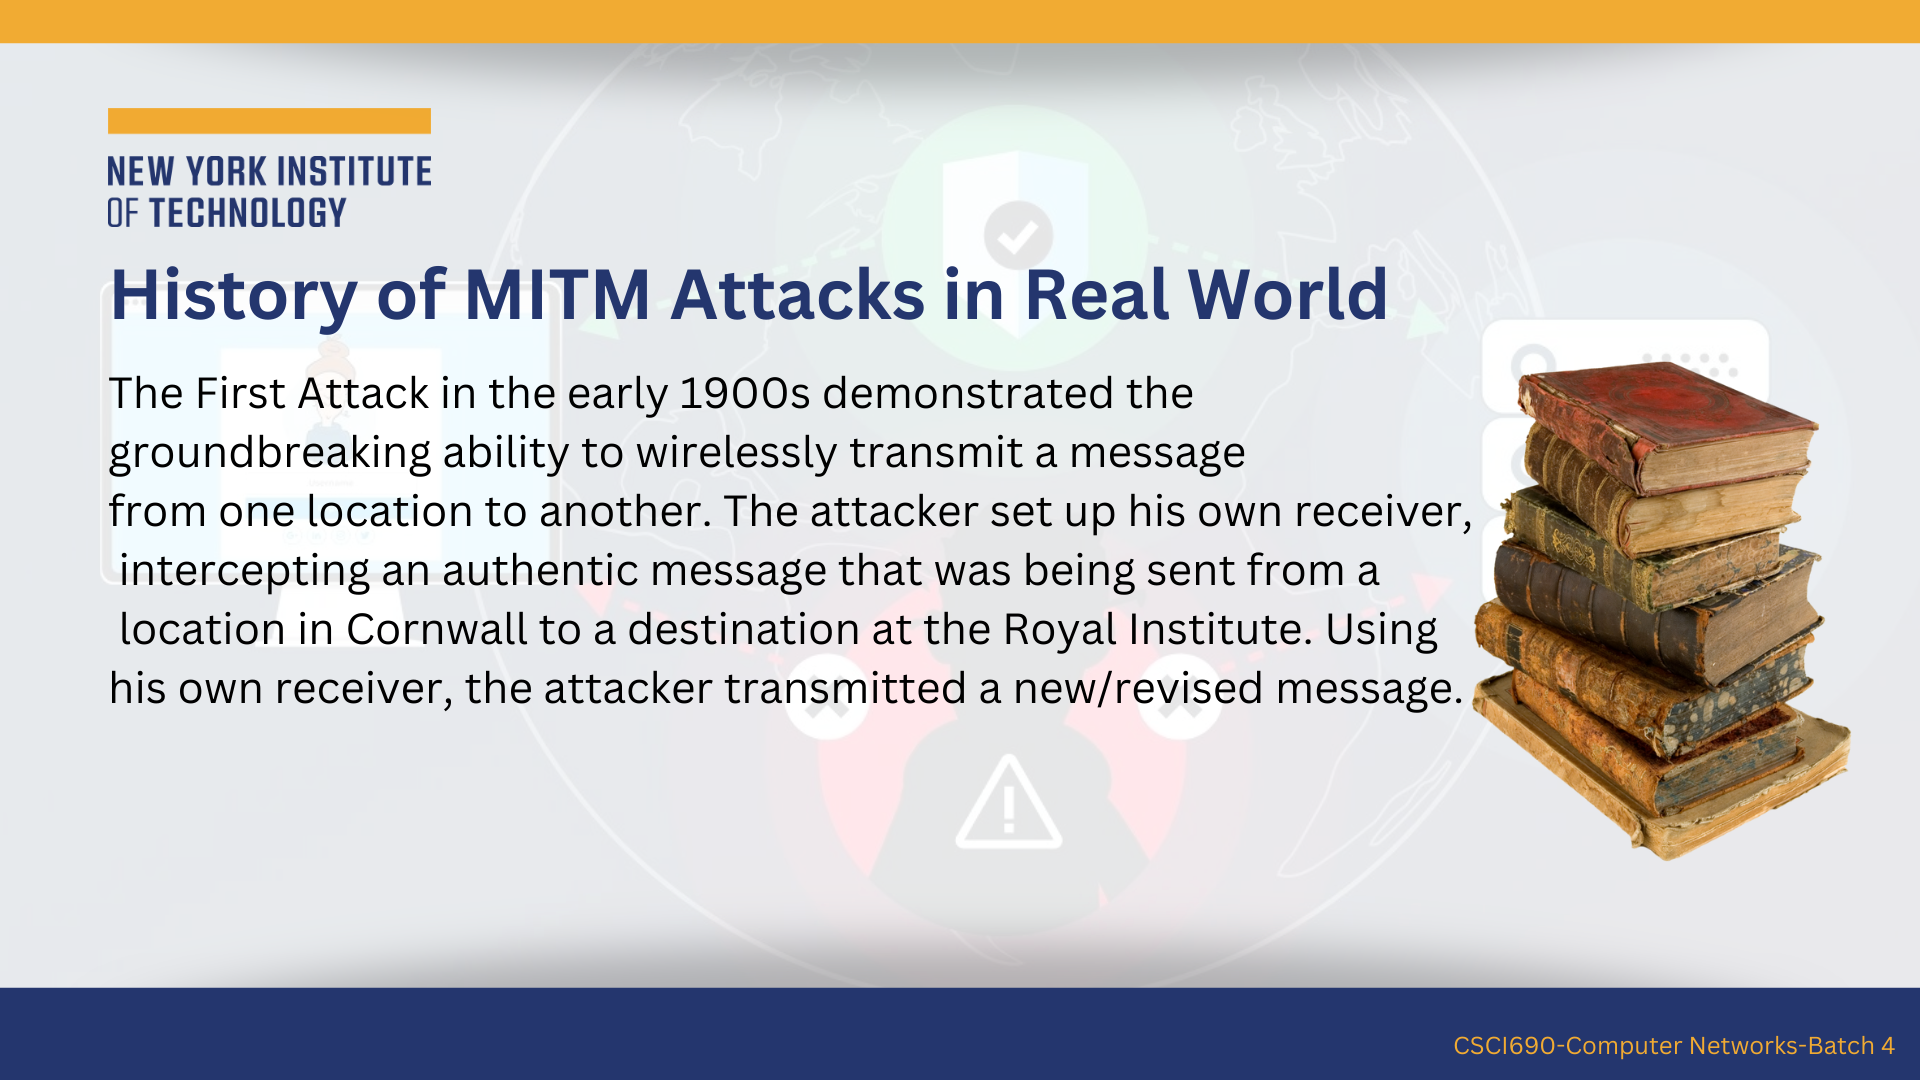 NEW YORK INSTITUTE
OF TECHNOLOGY
History of MITM Attacks in Real World
The First Attack in the early 1900s demonstrated the
groundbreaking ability to wirelessly transmit a message
from one location to another. The attacker set up his own receiver,
intercepting an authentic message that was being sent from a
location in Cornwall to a destination at the Royal Institute. Using
his own receiver, the attacker transmitted a new/revised message.
CSCI690-Computer Networks-Batch 4